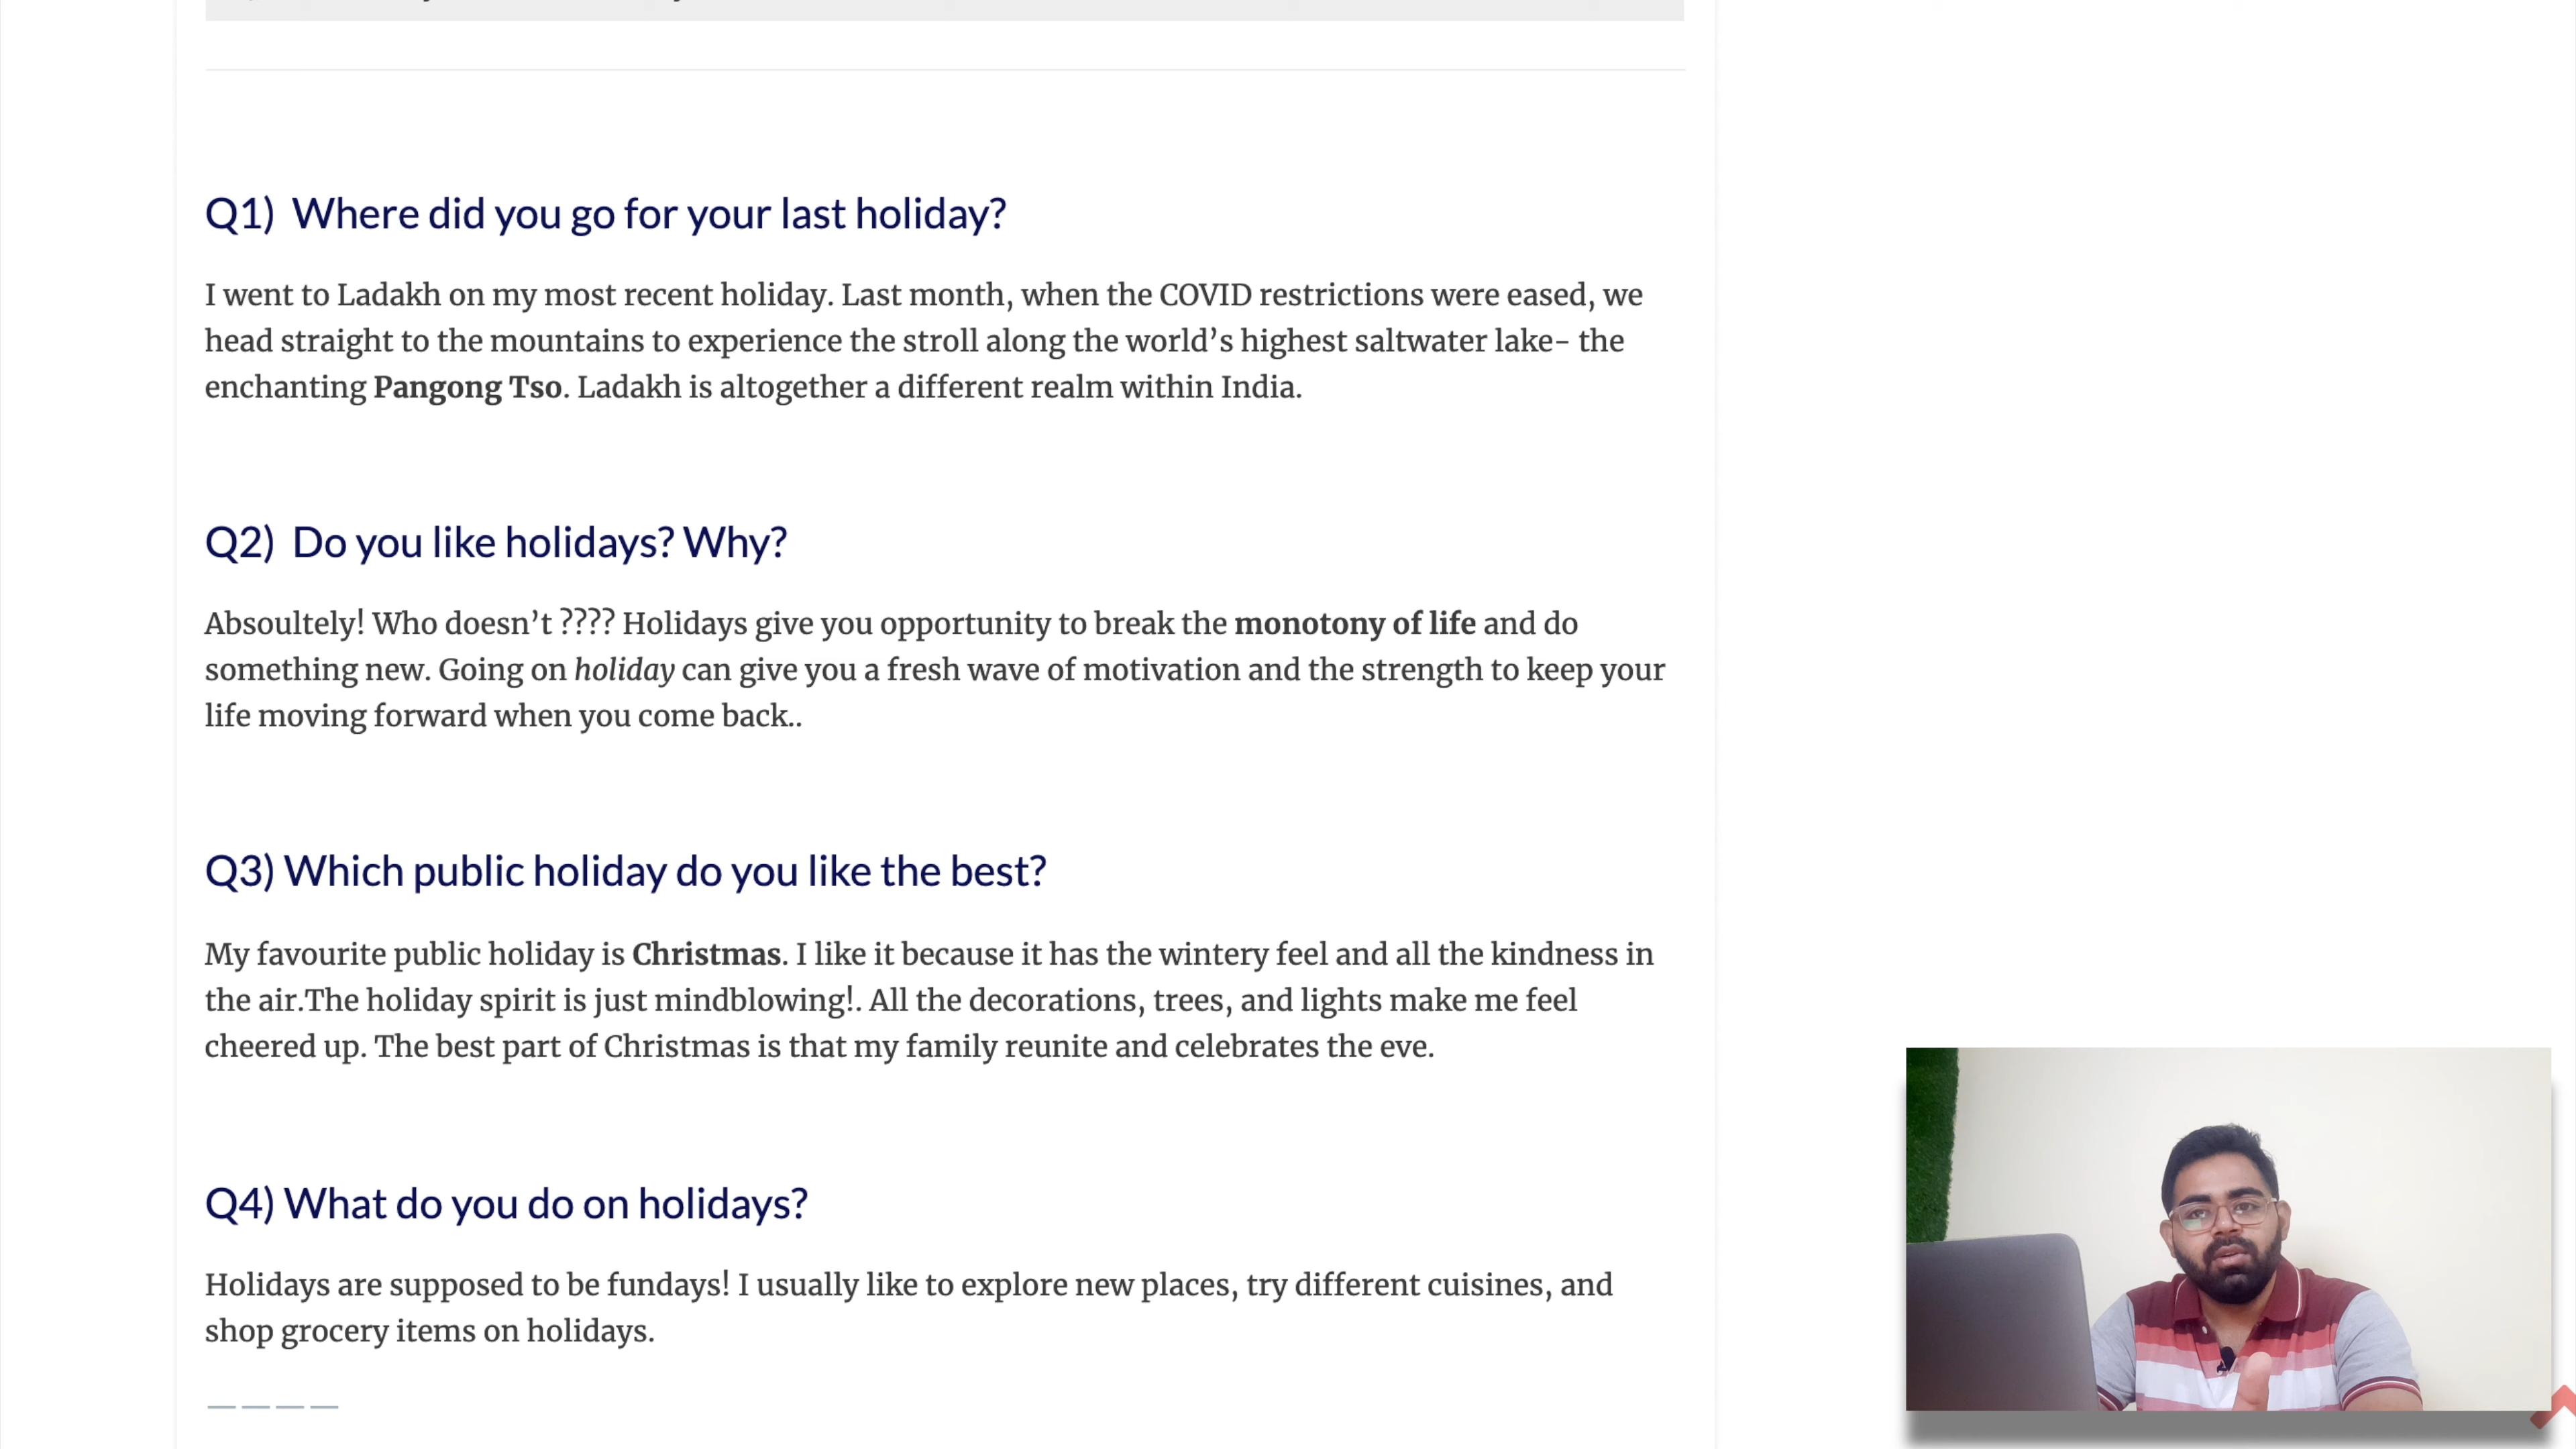 Q1) Where did you go for your last holiday?
I went to Ladakh on my most recent holiday. Last month, when the COVID restrictions were eased, we
head straight to the mountains to experience the stroll along the world’s highest saltwater lake- the
enchanting Pangong Tso. Ladakh is altogether a different realm within India.
Q2) Do you like holidays? Why?
Absoultely! Who doesn’t ???? Holidays give you opportunity to break the monotony of life and do
something new. Going on holiday can give you a fresh wave of motivation and the strength to keep your
life moving forward when you come back..
Q3) Which public holiday do you like the best?
My favourite public holiday is Christmas. I like it because it has the wintery feel and all the kindness in
the air.The holiday spirit is just mindblowing!. All the decorations, trees, and lights make me feel
cheered up. The best part of Christmas is that my family reunite and celebrates the eve.
Q4) What do you do on holidays?
Holidays are supposed to be fundays! I usually like to explore new places, try different cuisines, and
shop grocery items on holidays.
————